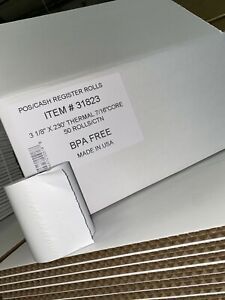 POS/CASH REGISTER ROLLS
ITEM # 31823
3 1/8" X 230' THERMAL 7/16"CORE
50 ROLLS/CTN
BPA FREE
MADE IN USA